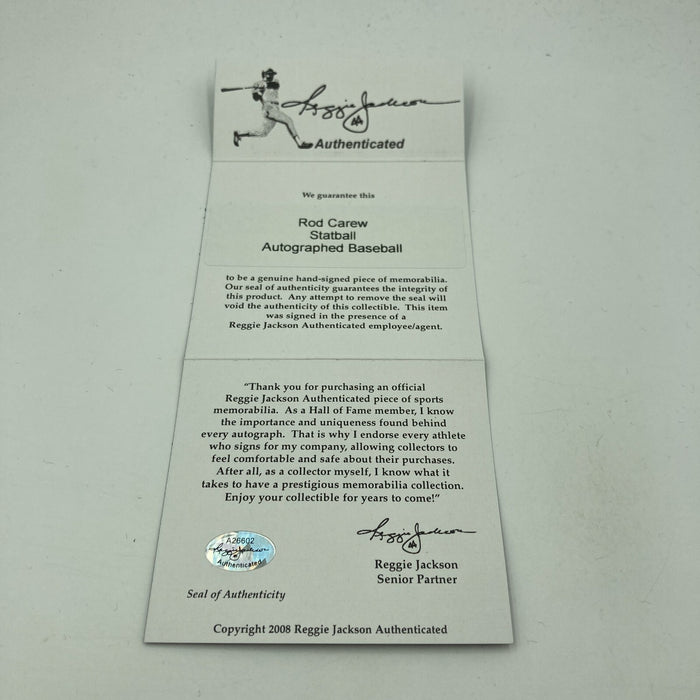 Reggie Jackson
44
Authenticated
We guarantee this
Rod Carew
Statball
Autographed Baseball
to be a genuine hand-signed piece of memorabilia.
Our seal of authenticity guarantees the integrity of
this product. Any attempt to remove the seal will
void the authenticity of this collectible. This item
was signed in the presence of a
Reggie Jackson Authenticated employee/agent.
"Thank you for purchasing an official
Reggie Jackson Authenticated piece of sports
memorabilia. As a Hall of Fame member, I know
the importance and uniqueness found behind
every autograph. That is why I endorse every athlete
who signs for my company, allowing collectors to
feel comfortable and safe about their purchases.
After all, as a collector myself, I know what it
takes to have a prestigious memorabilia collection.
Enjoy your collectible for years to come!"
Reggie Jackson
44
Reggie Jackson
Senior Partner
A26602
Reggie Jackson
Authenticated
Seal of Authenticity
Copyright 2008 Reggie Jackson Authenticated